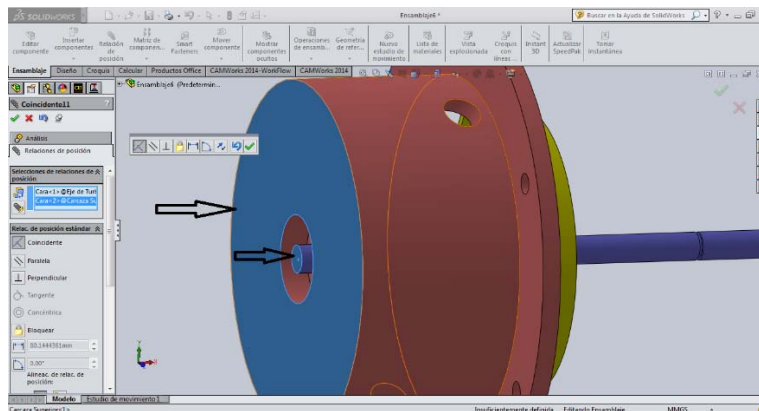 SOLIDWORKS
Ensamblaje6 *
Buscar en la Ayuda de SolidWorks
Editar componente
Insertar componentes
Relación de posición
Matriz de componen...
Smart Fasteners
Mover componente
Mostrar componentes ocultos
Operaciones de ensamb...
Geometría de refer...
Nuevo estudio de movimiento
Lista de materiales
Vista explosionada
Croquis con líneas ...
Instant 3D
Actualizar SpeedPak
Tomar instantánea
Ensamblaje Diseño Croquis Calcular Productos Office CAMWorks 2014-WorkFlow CAMWorks 2014
Ensamblaje6 (Predetermin...
Coincidente11
Análisis
Relaciones de posición
Selecciones de relaciones de posición
Cara<1>@Eje de Turl
Cara<2>@Carcaza Su
Relac. de posición estándar
Coincidente
Paralela
Perpendicular
Tangente
Concéntrica
Bloquear
0.00°
Alineac. de relac. de posición:
Modelo Estudio de movimiento 1
Carcaza Superior<1> Insuficientemente definida Editando Ensamblaje MMGS